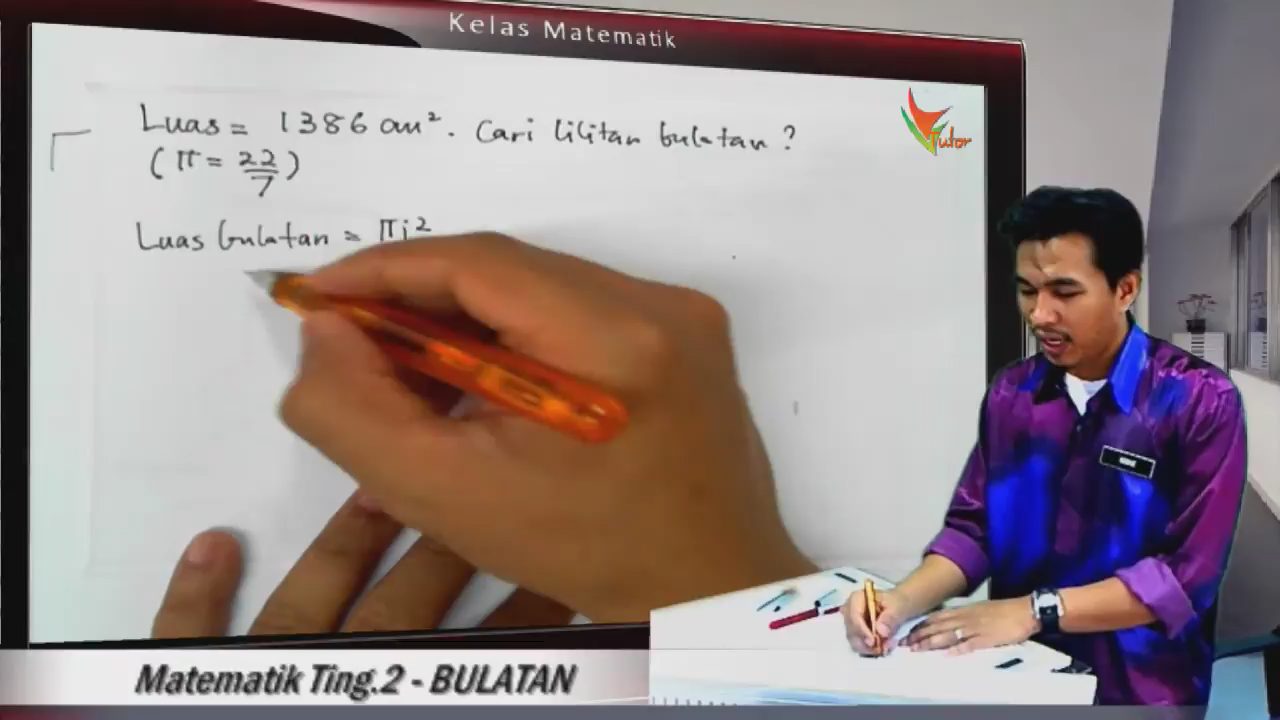 Kelas Matematik
Luas = 1386 cm². Cari lilitan bulatan?
(π = 22/7)
Tutor
Luas bulatan = πj²
Matematik Ting.2 - BULATAN